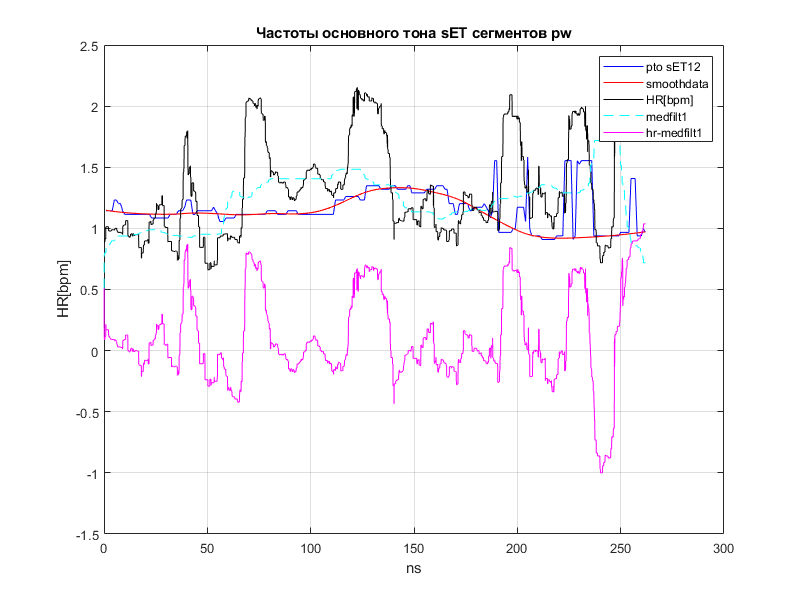 Частоты основного тона sET сегментов pw
2.5
2
1.5
1
0.5
0
-0.5
-1
-1.5
HR[bpm]
pto sET12
smoothdata
HR[bpm]
medfilt1
hr-medfilt1
0 50 100 150 200 250 300
ns